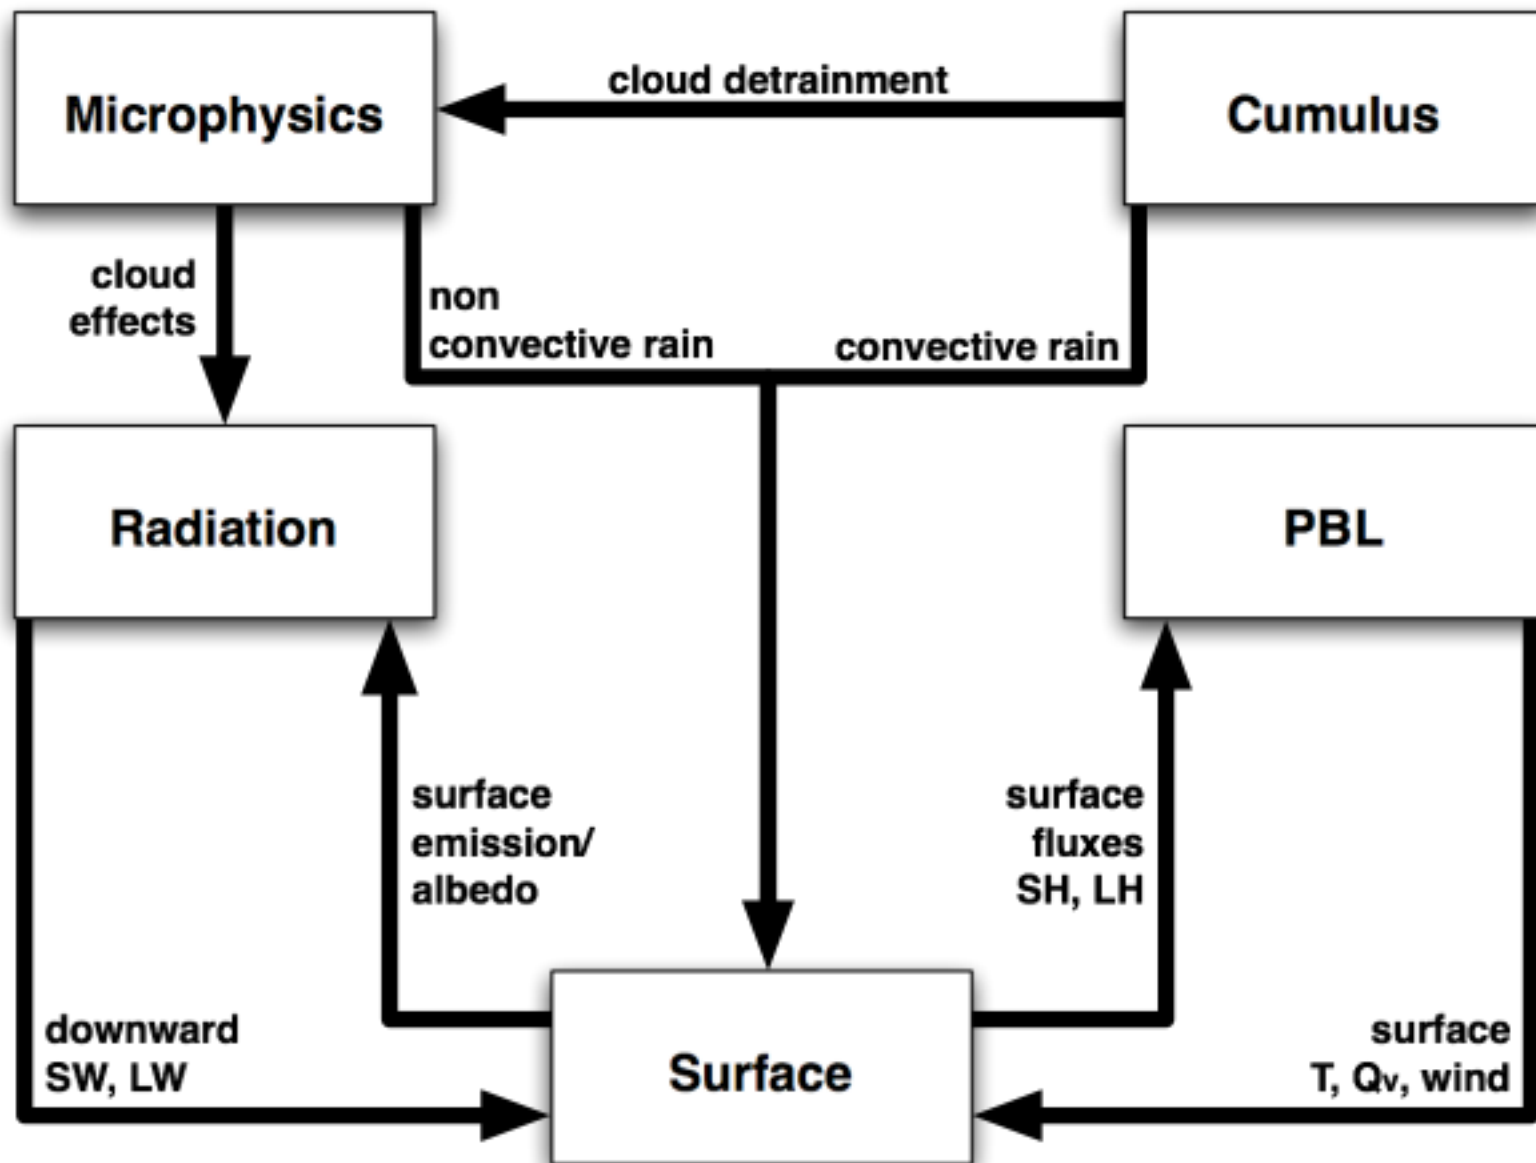 Microphysics
cloud detrainment
Cumulus
cloud
effects
non
convective rain
convective rain
Radiation
PBL
surface
emission/
albedo
surface
fluxes
SH, LH
downward
SW, LW
Surface
surface
T, Qv, wind